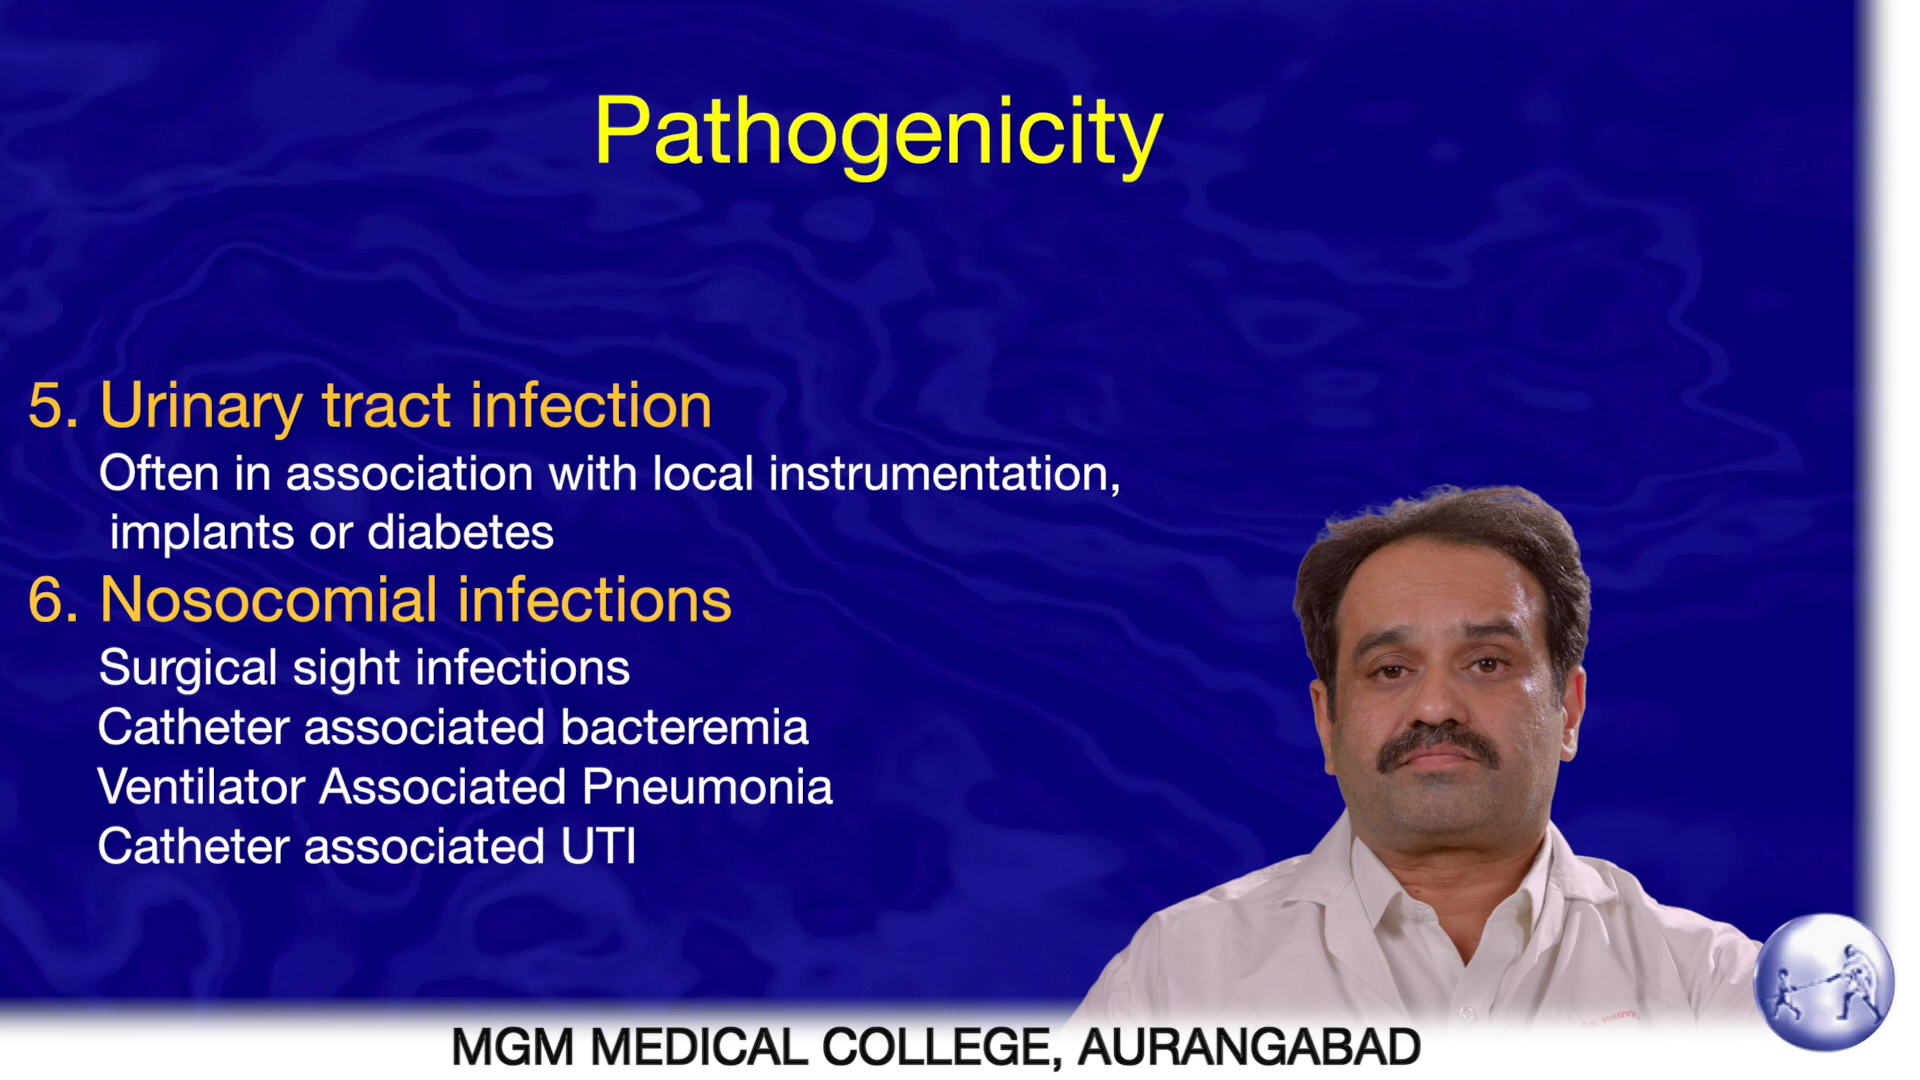 Pathogenicity
5. Urinary tract infection
Often in association with local instrumentation,
implants or diabetes
6. Nosocomial infections
Surgical sight infections
Catheter associated bacteremia
Ventilator Associated Pneumonia
Catheter associated UTI
MGM MEDICAL COLLEGE, AURANGABAD